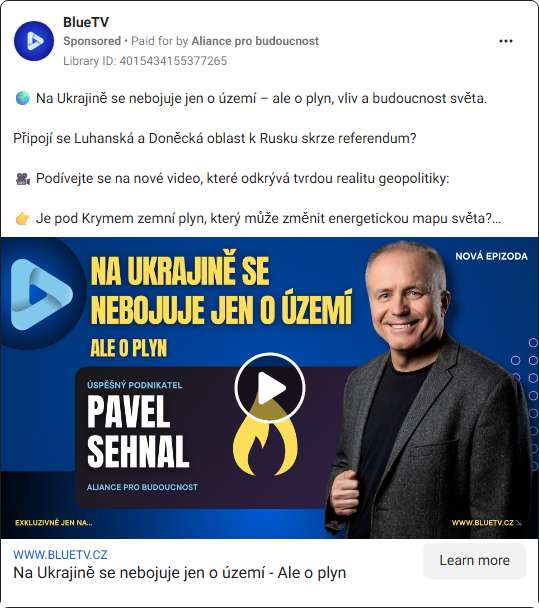 BlueTV
Sponsored • Paid for by Aliance pro budoucnost
Library ID: 4015434155377265
🌏 Na Ukrajině se nebojuje jen o území – ale o plyn, vliv a budoucnost světa.
Připojí se Luhanská a Doněcká oblast k Rusku skrze referendum?
🎥 Podívejte se na nové video, které odkrývá tvrdou realitu geopolitiky:
👉 Je pod Krymem zemní plyn, který může změnit energetickou mapu světa?...
NOVÁ EPIZODA
NA UKRAJINĚ SE
NEBOJUJE JEN O ÚZEMÍ
ALE O PLYN
ÚSPĚŠNÝ PODNIKATEL
PAVEL
SEHNAL
ALIANCE PRO BUDOUCNOST
EXKLUZIVNĚ JEN NA...
WWW.BLUETV.CZ
WWW.BLUETV.CZ
Na Ukrajině se nebojuje jen o území - Ale o plyn
Learn more